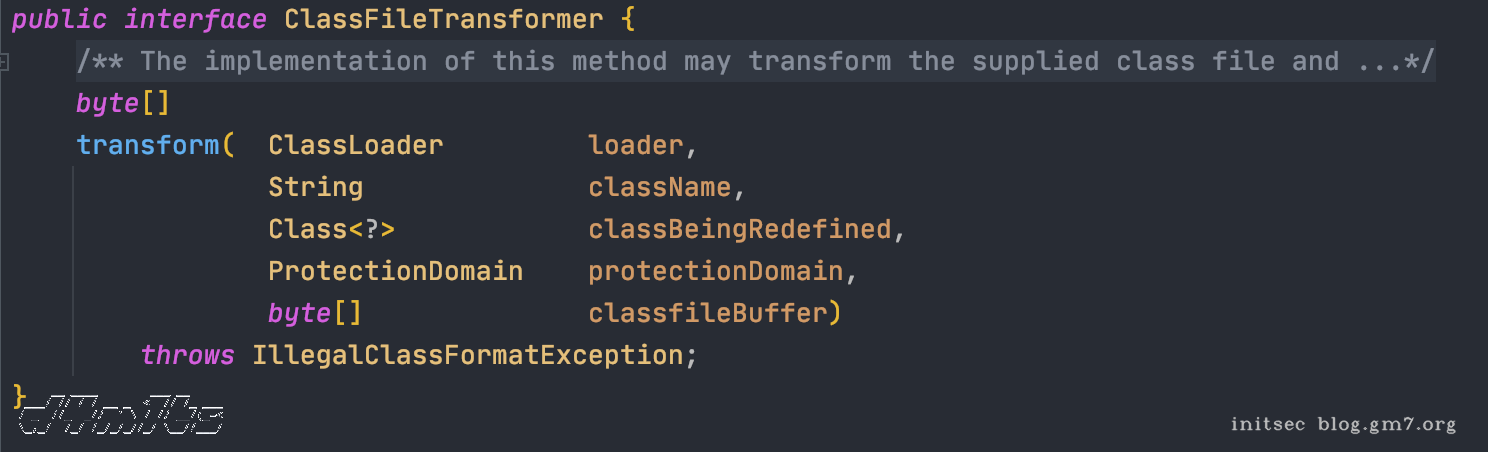 public interface ClassFileTransformer {
/** The implementation of this method may transform the supplied class file and ...*/
byte[]
transform(  ClassLoader         loader,
            String              className,
            Class<?>            classBeingRedefined,
            ProtectionDomain    protectionDomain,
            byte[]              classfileBuffer)
    throws IllegalClassFormatException;
}
d4m1ts
initsec blog.gm7.org